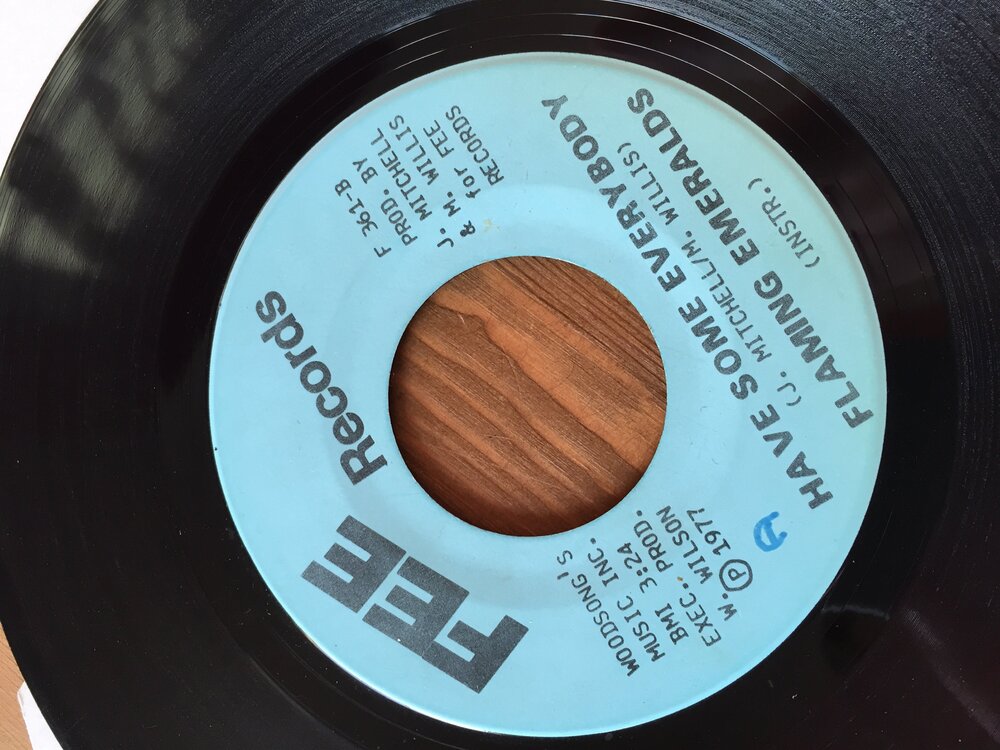 FEE
Records
WOODSONG'S
MUSIC INC.
BMI 3:24
EXEC. PROD.
W. WILSON
Ⓟ 1977
F 361-B
PROD. BY
J. MITCHELL
& M. WILLIS
for FEE
RECORDS
HAVE SOME EVERYBODY
(J. MITCHELL/M. WILLIS)
FLAMING EMERALDS
(INSTR.)